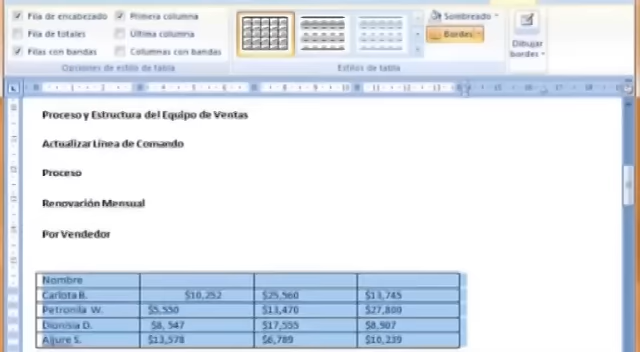 Fila de encabezado Primera columna Sombreado
Fila de totales Última columna Bordes
Filas con bandas Columnas con bandas Dibujar bordes
Opciones de estilo de tabla Estilos de tabla
Proceso y Estructura del Equipo de Ventas
Actualizar Línea de Comando
Proceso
Renovación Mensual
Por Vendedor
Nombre
Carlota B. $10,252 $25,560 $13,745
Petronila W. $5,550 $13,470 $27,800
Dionisia D. $8, 547 $17,555 $8,907
Aljure S. $13,578 $6,789 $10,239